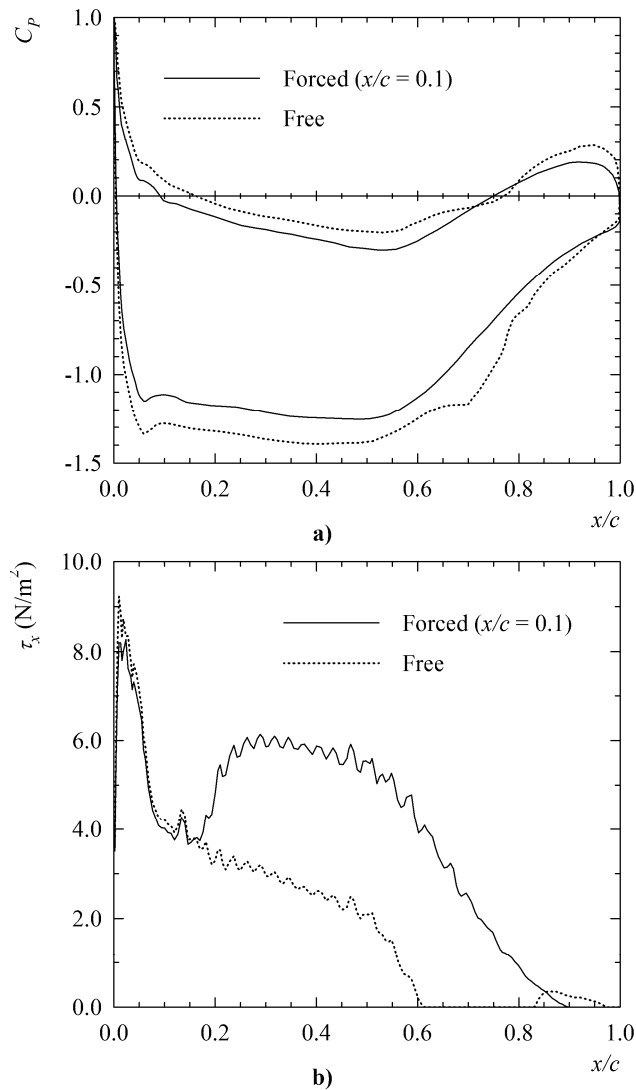 C_P
1.0
Forced (x/c = 0.1)
Free
0.5
0.0
-0.5
-1.0
-1.5
0.0 0.2 0.4 0.6 0.8 1.0
x/c
a)
10.0
τ_x (N/m²)
Forced (x/c = 0.1)
Free
8.0
6.0
4.0
2.0
0.0
0.0 0.2 0.4 0.6 0.8 1.0
x/c
b)